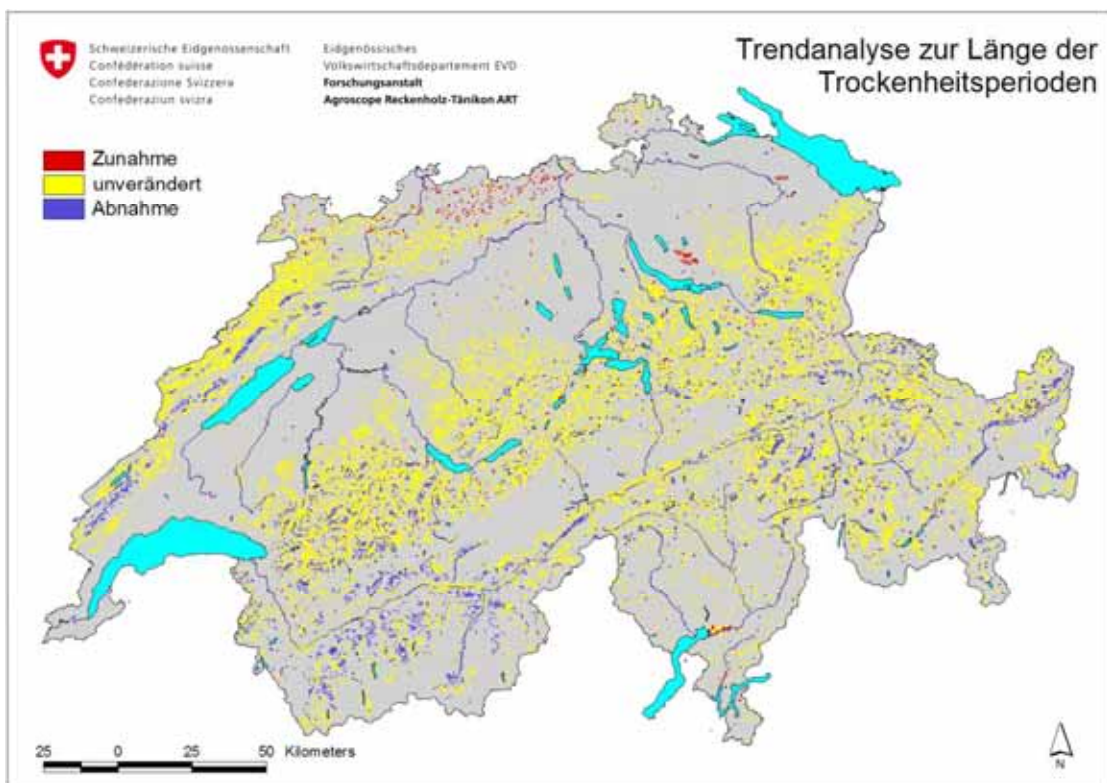 Schweizerische Eidgenossenschaft
Confédération suisse
Confederazione Svizzera
Confederaziun svizra
Eidgenössisches
Volkswirtschaftsdepartement EVD
Forschungsanstalt
Agroscope Reckenholz-Tänikon ART
Trendanalyse zur Länge der
Trockenheitsperioden
Zunahme
unverändert
Abnahme
25 0 25 50 Kilometers
N